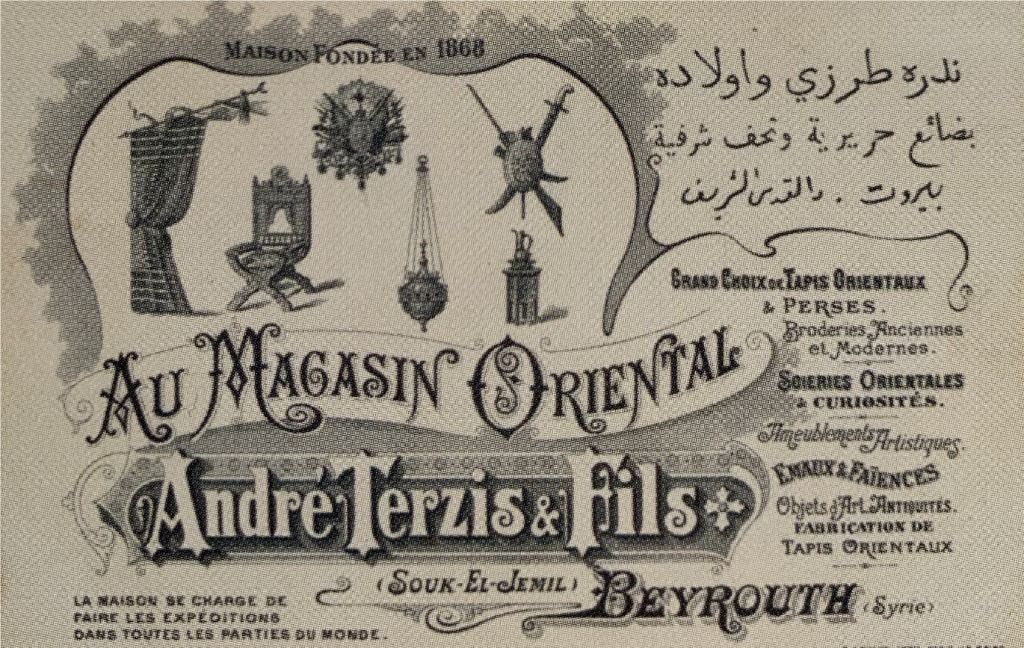 MAISON FONDÉE EN 1868
ندره طرزي واولاده
بضائع حريرية وتحف شرقية
بيروت . والقدس الشريف
GRAND CHOIX DE TAPIS ORIENTAUX
& PERSES.
Broderies Anciennes
et Modernes.
SOIERIES ORIENTALES
& CURIOSITÉS.
Ameublements Artistiques.
EMAUX & FAÏENCES
Objets d'Art. ANTIQUITÉS.
FABRICATION DE
TAPIS ORIENTAUX
AU MAGASIN ORIENTAL
André Terzis & Fils
(SOUK-EL-JEMIL)
BEYROUTH (Syrie)
LA MAISON SE CHARGE DE
FAIRE LES EXPÉDITIONS
DANS TOUTES LES PARTIES DU MONDE.